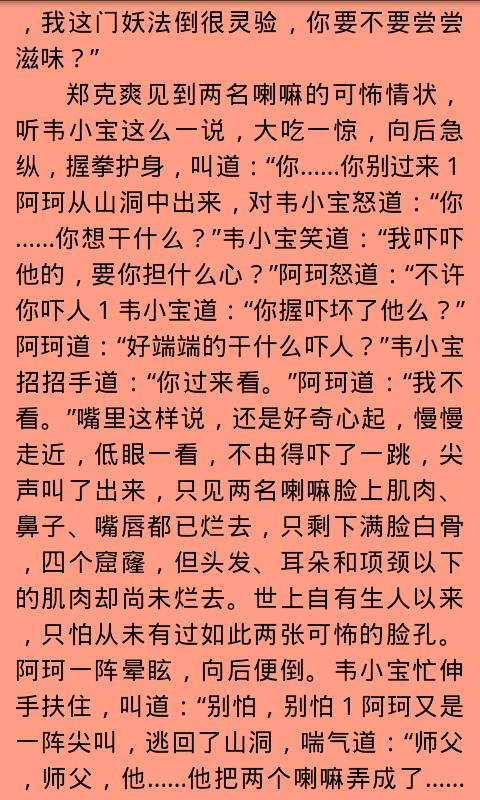 ，我这门妖法倒很灵验，你要不要尝尝
滋味？”
郑克爽见到两名喇嘛的可怖情状，
听韦小宝这么一说，大吃一惊，向后急
纵，握拳护身，叫道：“你……你别过来１
阿珂从山洞中出来，对韦小宝怒道：“你
……你想干什么？”韦小宝笑道：“我吓吓
他的，要你担什么心？”阿珂怒道：“不许
你吓人１韦小宝道：“你握吓坏了他么？”
阿珂道：“好端端的干什么吓人？”韦小宝
招招手道：“你过来看。”阿珂道：“我不
看。”嘴里这样说，还是好奇心起，慢慢
走近，低眼一看，不由得吓了一跳，尖
声叫了出来，只见两名喇嘛脸上肌肉、
鼻子、嘴唇都已烂去，只剩下满脸白骨
，四个窟窿，但头发、耳朵和项颈以下
的肌肉却尚未烂去。世上自有生人以来
，只怕从未有过如此两张可怖的脸孔。
阿珂一阵晕眩，向后便倒。韦小宝忙伸
手扶住，叫道：“别怕，别怕１阿珂又是
一阵尖叫，逃回了山洞，喘气道：“师父
，师父，他……他把两个喇嘛弄成了……